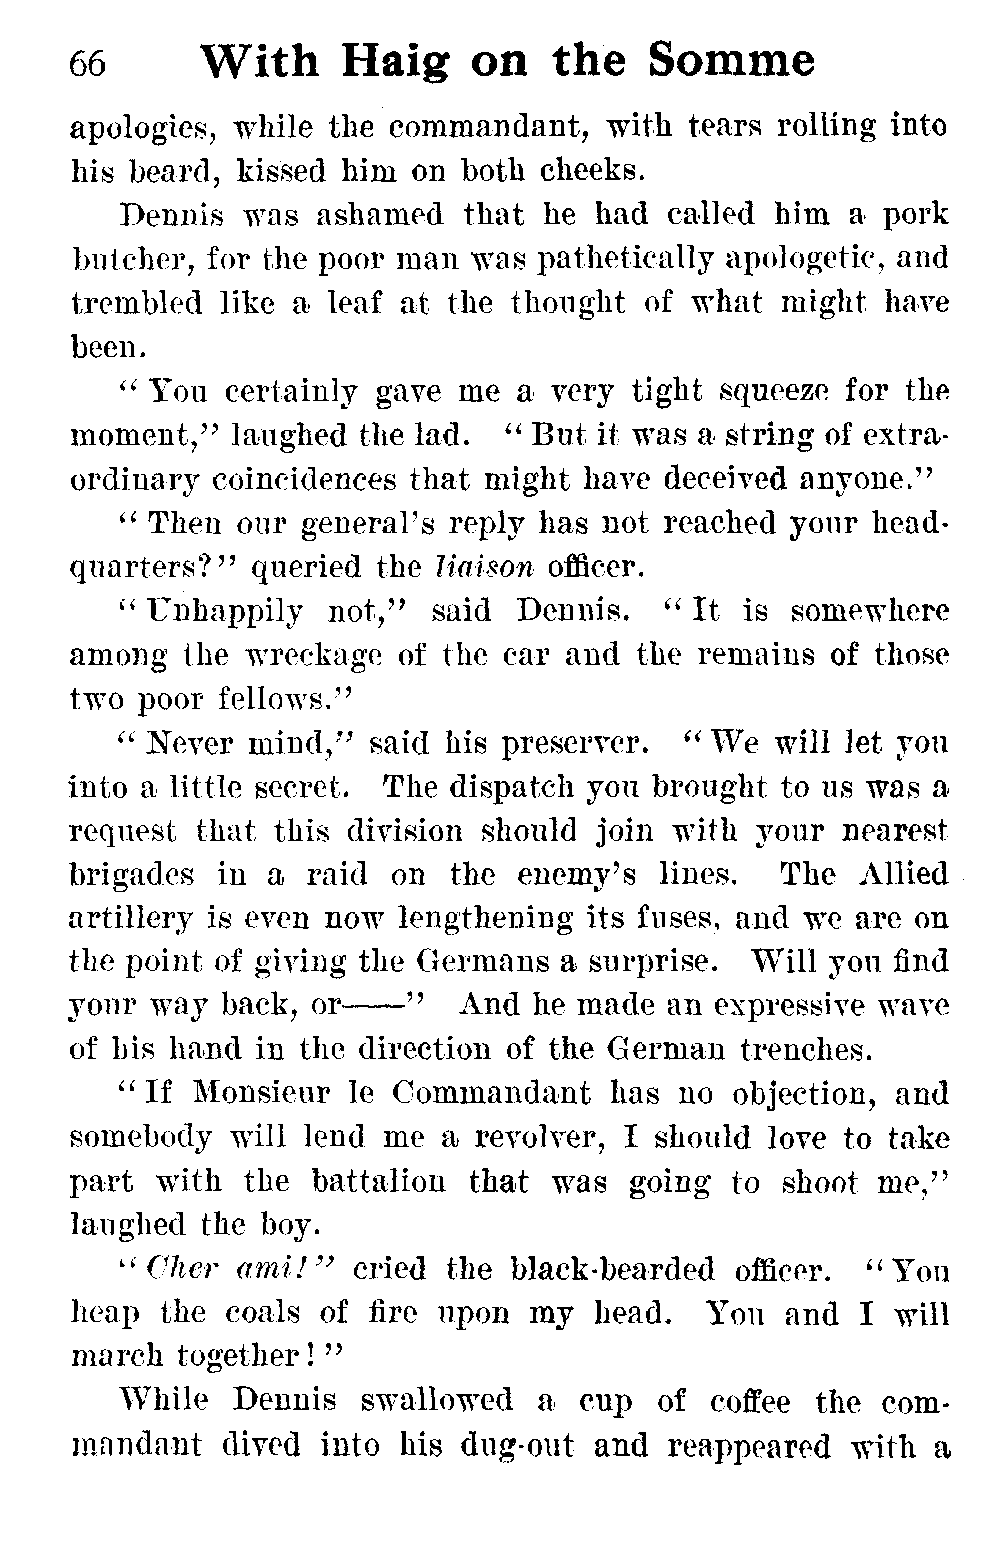 66 With Haig on the Somme
apologies, while the commandant, with tears rolling into
his beard, kissed him on both cheeks.
Dennis was ashamed that he had called him a pork
butcher, for the poor man was pathetically apologetic, and
trembled like a leaf at the thought of what might have
been.
“ You certainly gave me a very tight squeeze for the
moment,” laughed the lad. “ But it was a string of extra-
ordinary coincidences that might have deceived anyone.”
“ Then our general's reply has not reached your head-
quarters?” queried the liaison officer.
“ Unhappily not,” said Dennis. “ It is somewhere
among the wreckage of the car and the remains of those
two poor fellows.”
“ Never mind,” said his preserver. “ We will let you
into a little secret. The dispatch you brought to us was a
request that this division should join with your nearest
brigades in a raid on the enemy's lines. The Allied
artillery is even now lengthening its fuses, and we are on
the point of giving the Germans a surprise. Will you find
your way back, or——” And he made an expressive wave
of his hand in the direction of the German trenches.
“ If Monsieur le Commandant has no objection, and
somebody will lend me a revolver, I should love to take
part with the battalion that was going to shoot me,”
laughed the boy.
“ Cher ami!” cried the black-bearded officer. “ You
heap the coals of fire upon my head. You and I will
march together! ”
While Dennis swallowed a cup of coffee the com-
mandant dived into his dug-out and reappeared with a